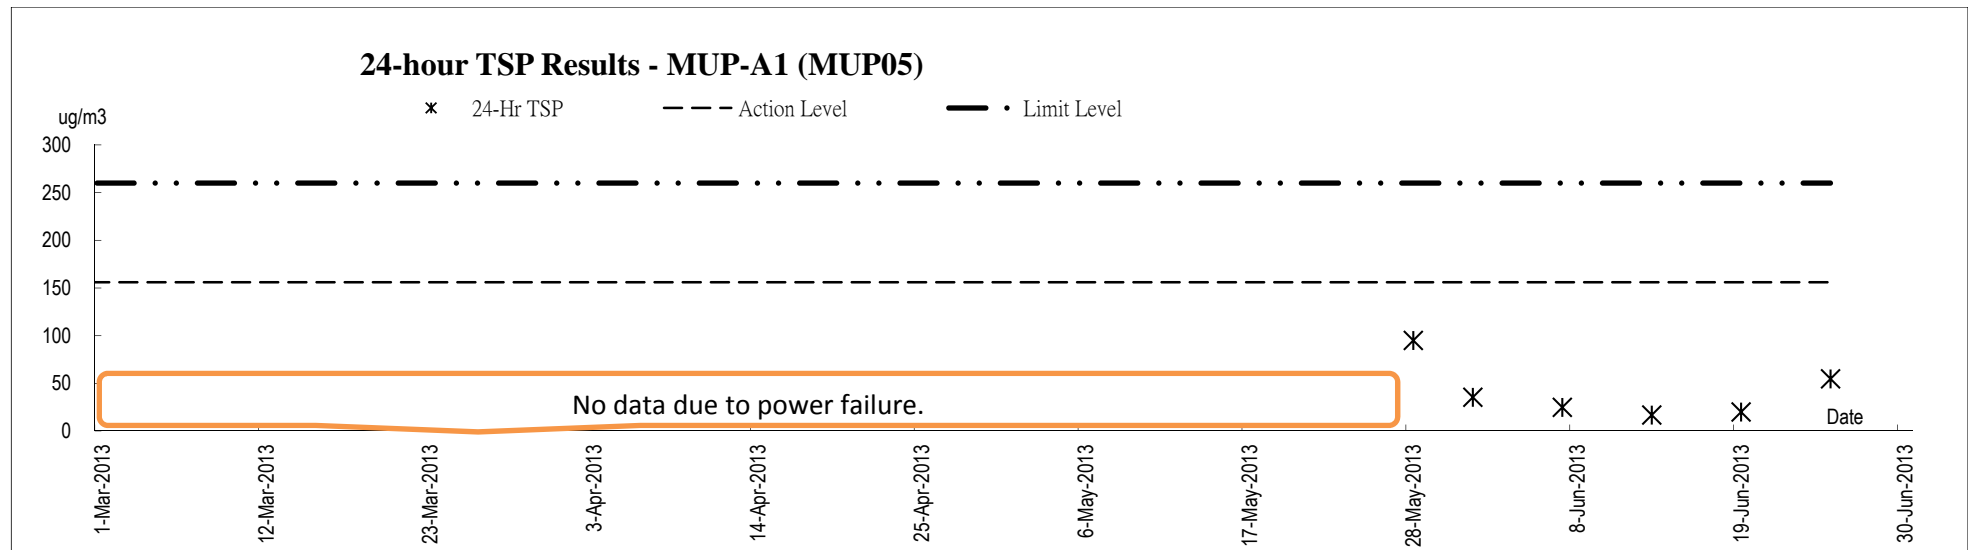 24-hour TSP Results - MUP-A1 (MUP05)
24-Hr TSP Action Level Limit Level
ug/m3
300
250
200
150
100
50
0
No data due to power failure.
Date
1-Mar-2013
12-Mar-2013
23-Mar-2013
3-Apr-2013
14-Apr-2013
25-Apr-2013
6-May-2013
17-May-2013
28-May-2013
8-Jun-2013
19-Jun-2013
30-Jun-2013